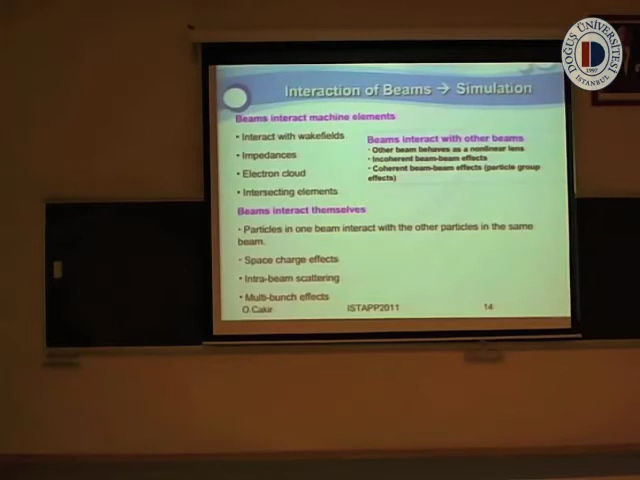 Interaction of Beams → Simulation
Beams interact machine elements
• Interact with wakefields
• Impedances
• Electron cloud
• Intersecting elements
Beams interact with other beams
• Other beam behaves as a nonlinear lens
• Incoherent beam-beam effects
• Coherent beam-beam effects (particle group
effects)
Beams interact themselves
• Particles in one beam interact with the other particles in the same
beam.
• Space charge effects
• Intra-beam scattering
• Multi-bunch effects
O.Cakir
ISTAPP2011
14
DOĞUŞ ÜNİVERSİTESİ
1997
İSTANBUL